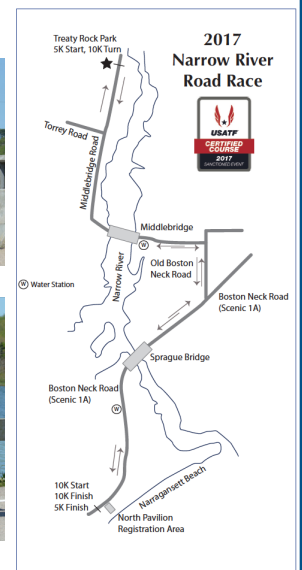 2017
Narrow River
Road Race
Treaty Rock Park
5K Start, 10K Turn
USATF
CERTIFIED
COURSE
2017
SANCTIONED EVENT
Torrey Road
Middlebridge Road
Middlebridge
W
Old Boston
Neck Road
Narrow River
W Water Station
Boston Neck Road
(Scenic 1A)
Sprague Bridge
Boston Neck Road
(Scenic 1A)
W
10K Start
10K Finish
5K Finish
Narragansett Beach
North Pavilion
Registration Area